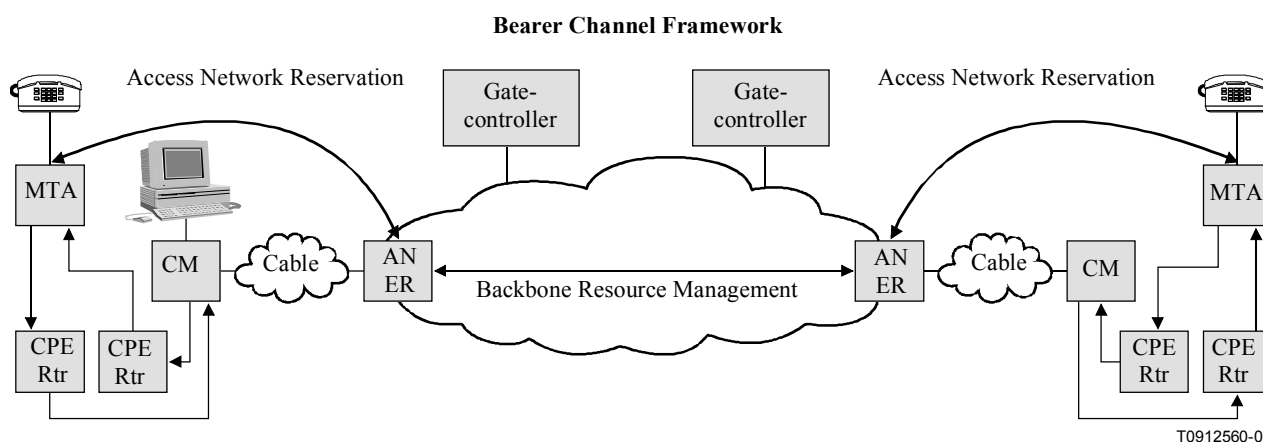 Bearer Channel Framework
Access Network Reservation
Access Network Reservation
Gate-
controller
Gate-
controller
MTA
MTA
CM
Cable
AN
ER
Backbone Resource Management
AN
ER
Cable
CM
CPE
Rtr
CPE
Rtr
CPE
Rtr
CPE
Rtr
T0912560-0